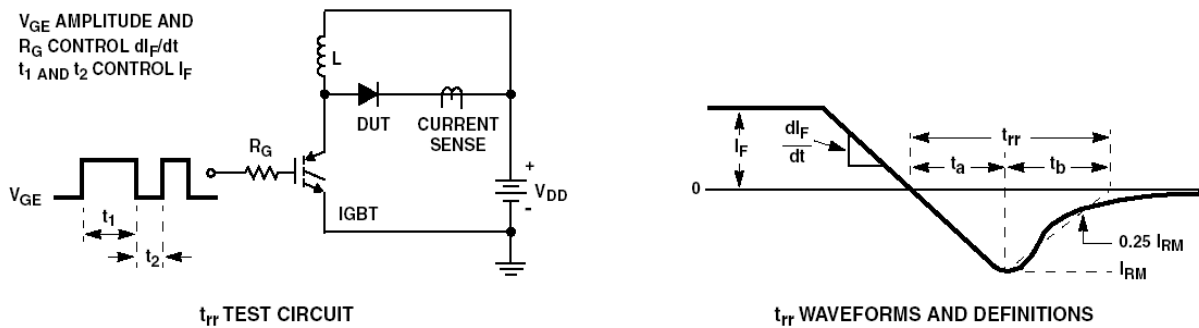 VGE AMPLITUDE AND
RG CONTROL dIF/dt
t1 AND t2 CONTROL IF
L
DUT
CURRENT
SENSE
RG
VGE
t1
t2
IGBT
+
VDD
-
trr TEST CIRCUIT
IF
dIF
dt
trr
ta
tb
0
0.25 IRM
IRM
trr WAVEFORMS AND DEFINITIONS